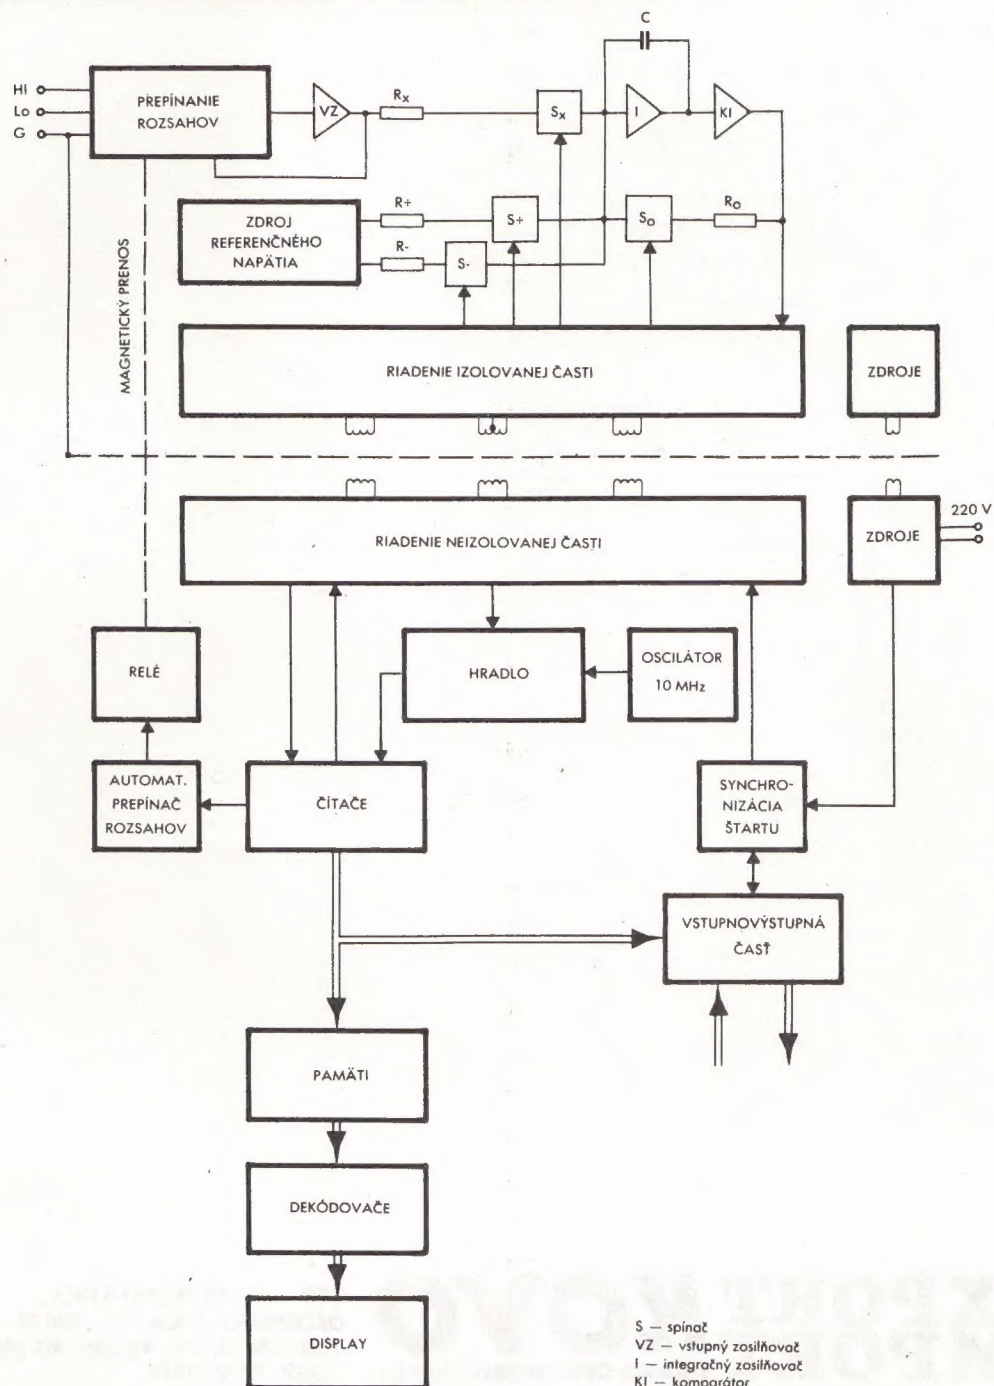 C
HI
Lo
G
PREPÍNANIE
ROZSAHOV
VZ
Rx
Sx
I
KI
ZDROJ
REFERENČNÉHO
NAPÄTIA
R+
R-
S+
S-
So
Ro
MAGNETICKÝ PRENOS
RIADENIE IZOLOVANEJ ČASTI
ZDROJE
RIADENIE NEIZOLOVANEJ ČASTI
ZDROJE
220 V
RELÉ
HRADLO
OSCILÁTOR
10 MHz
AUTOMAT.
PREPÍNAČ
ROZSAHOV
ČÍTAČE
SYNCHRO-
NIZÁCIA
ŠTARTU
VSTUPNOVÝSTUPNÁ
ČASŤ
PAMÄTI
DEKÓDOVAČE
DISPLAY
S — spínač
VZ — vstupný zosilňovač
I — integračný zosilňovač
KI — komparátor